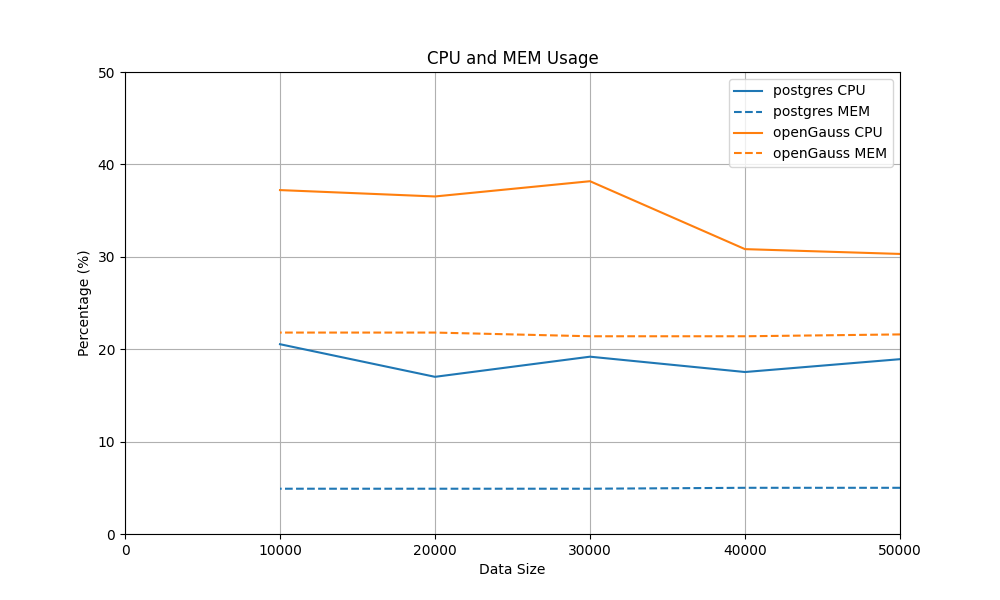 CPU and MEM Usage
50
40
30
20
10
0
Percentage (%)
postgres CPU
postgres MEM
openGauss CPU
openGauss MEM
0 10000 20000 30000 40000 50000
Data Size